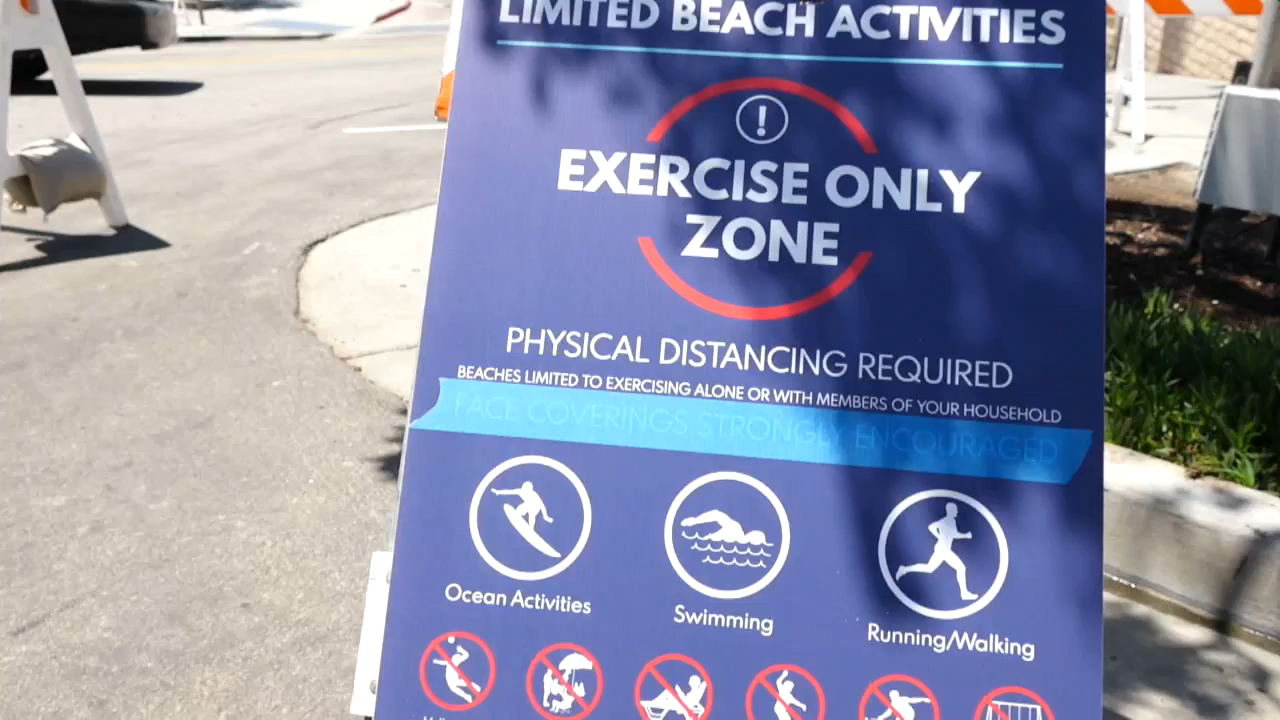 LIMITED BEACH ACTIVITIES
!
EXERCISE ONLY
ZONE
PHYSICAL DISTANCING REQUIRED
BEACHES LIMITED TO EXERCISING ALONE OR WITH MEMBERS OF YOUR HOUSEHOLD
FACE COVERINGS STRONGLY ENCOURAGED
Ocean Activities
Swimming
Running/Walking